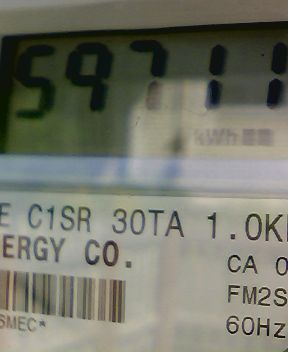 59711
kWh
E C1SR 30TA 1.0K
ERGY CO.
CA 0
FM2S
60Hz
SMEC*